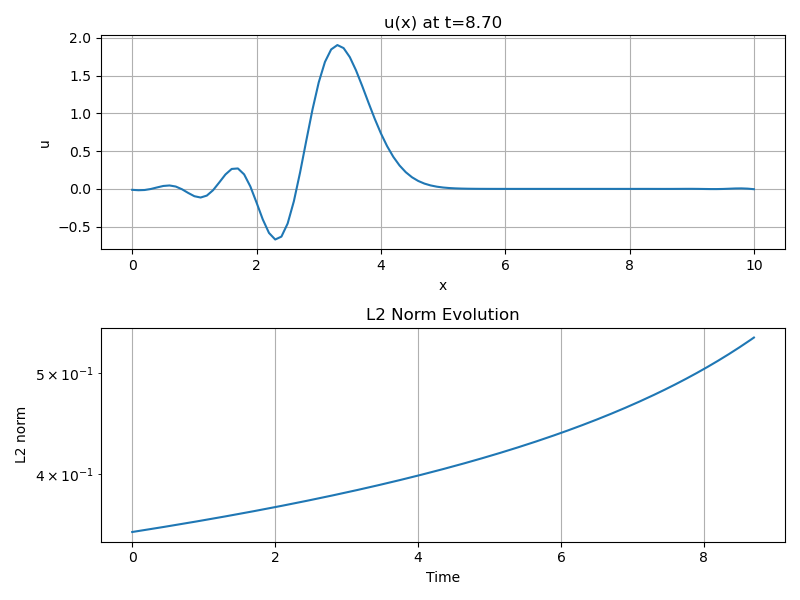 u(x) at t=8.70
u
2.0
1.5
1.0
0.5
0.0
−0.5
0 2 4 6 8 10
x
L2 Norm Evolution
L2 norm
5 × 10⁻¹
4 × 10⁻¹
0 2 4 6 8
Time